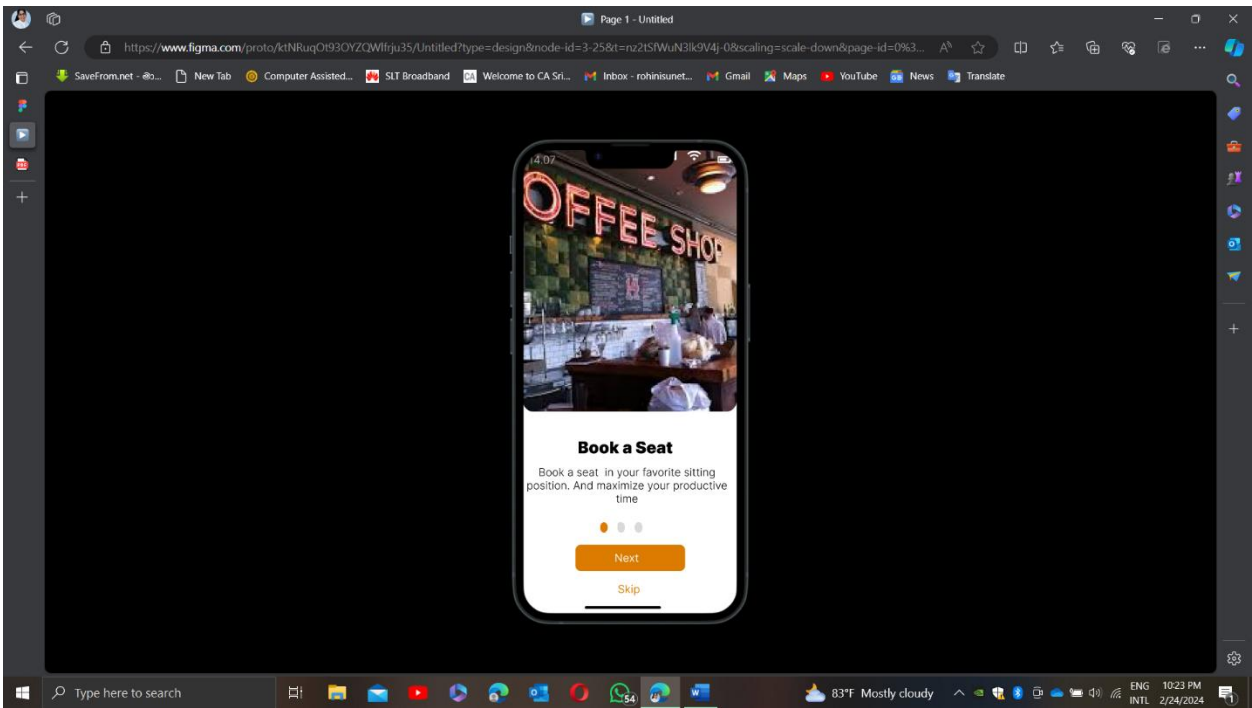 Page 1 - Untitled
https://www.figma.com/proto/ktNRuqOt93OYZQWlfrju35/Untitled?type=design&node-id=3-25&t=nz2tSfWuN3lk9V4j-0&scaling=scale-down&page-id=0%3...
SaveFrom.net - ... New Tab Computer Assisted... SLT Broadband CA Welcome to CA Sri... Inbox - rohinisunet... Gmail Maps YouTube News Translate
14.07
OFFEE SHOP
Book a Seat
Book a seat in your favorite sitting
position. And maximize your productive
time
Next
Skip
Type here to search 54 83°F Mostly cloudy ENG INTL 10:23 PM 2/24/2024 1